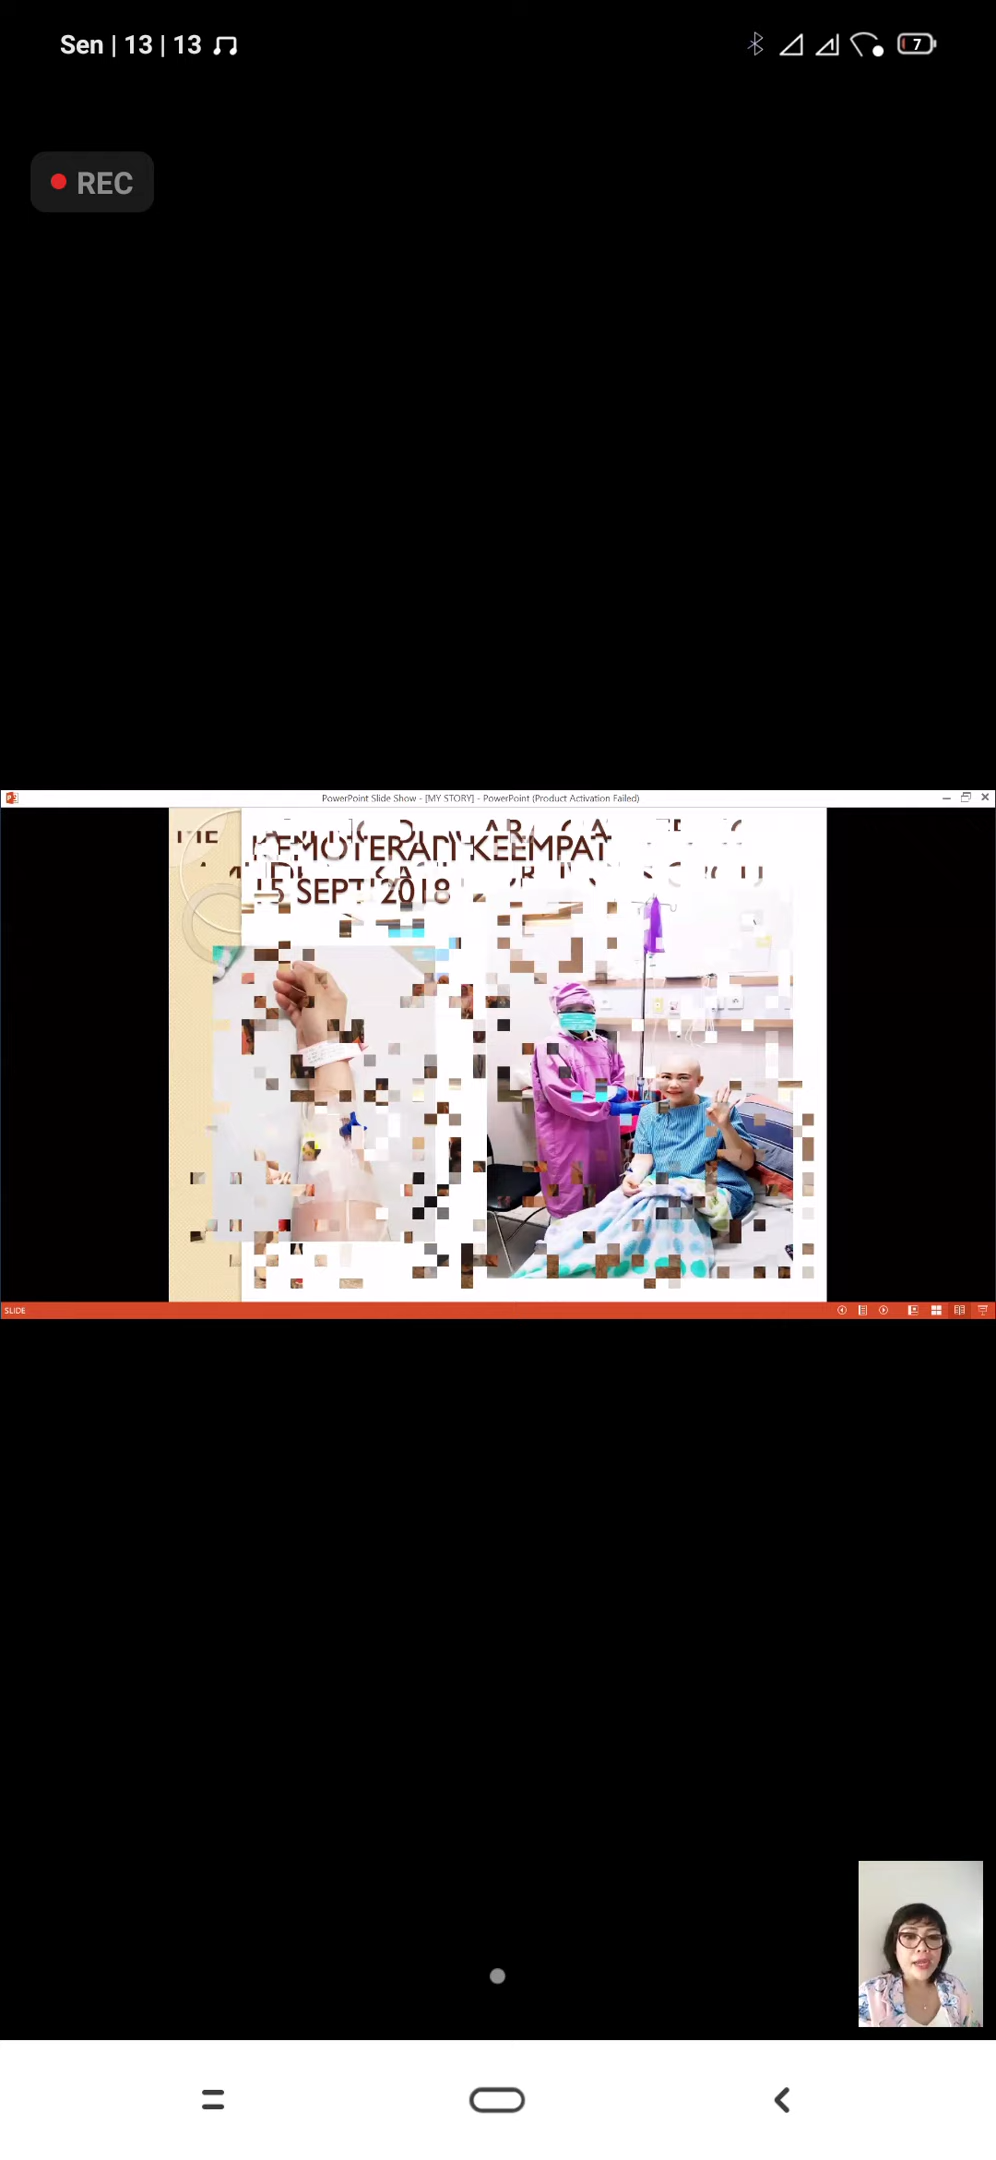 Sen | 13 | 13
7
REC
PowerPoint Slide Show - [MY STORY] - PowerPoint (Product Activation Failed)
KEMOTERAPI KEEMPAT
15 SEPT 2018
SLIDE